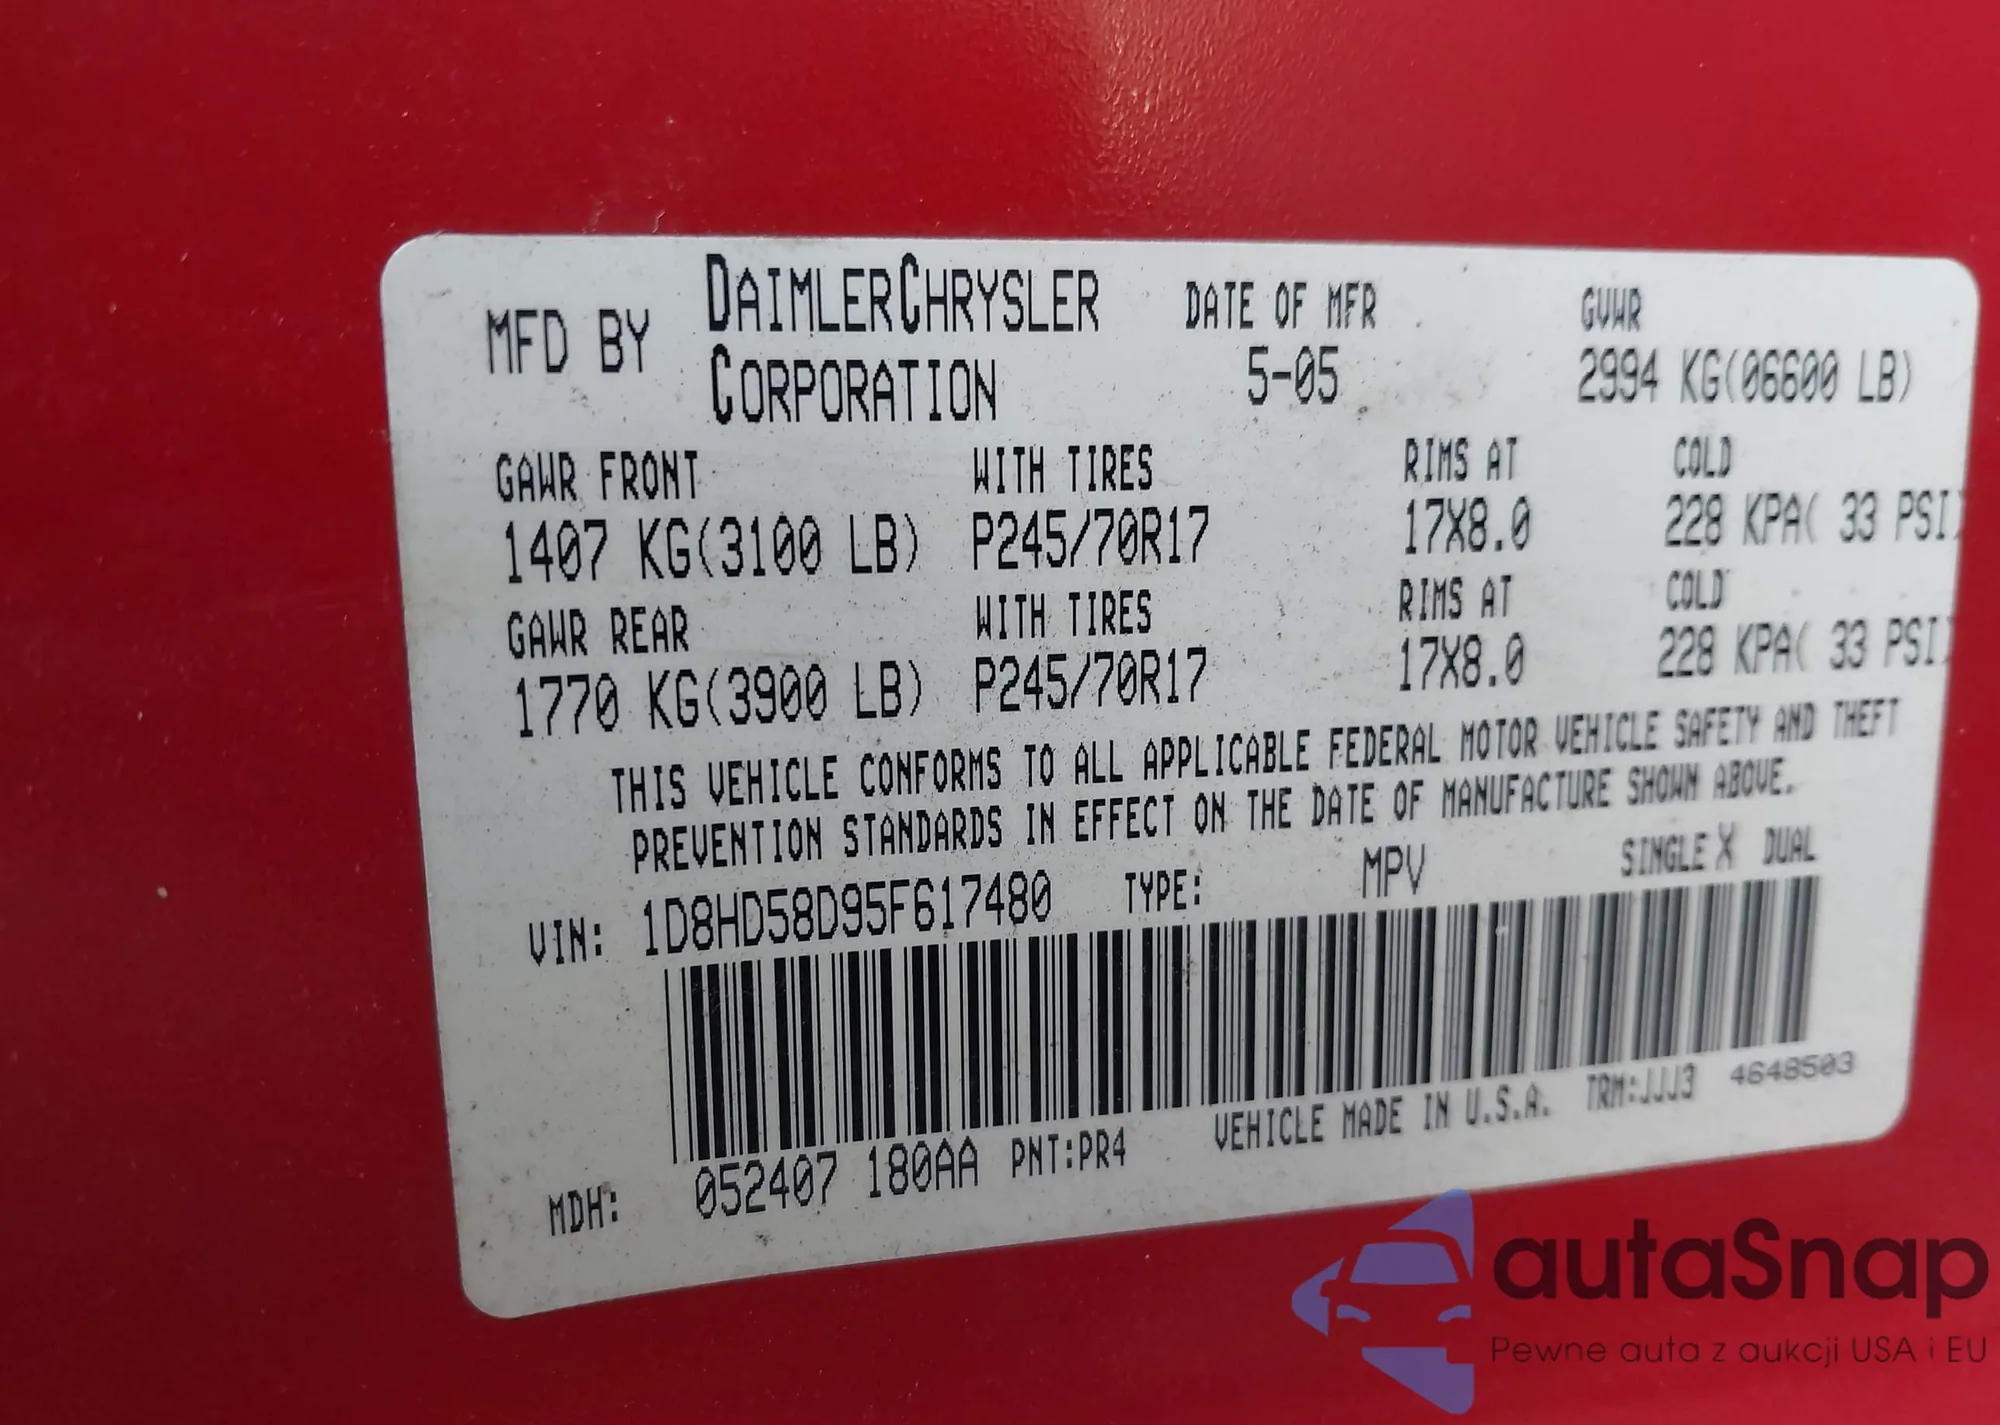 MFD BY DAIMLERCHRYSLER CORPORATION DATE OF MFR 5-05 GVWR 2994 KG(06600 LB)
GAWR FRONT WITH TIRES RIMS AT COLD
1407 KG(3100 LB) P245/70R17 17X8.0 228 KPA( 33 PSI)
GAWR REAR WITH TIRES RIMS AT COLD
1770 KG(3900 LB) P245/70R17 17X8.0 228 KPA( 33 PSI)
THIS VEHICLE CONFORMS TO ALL APPLICABLE FEDERAL MOTOR VEHICLE SAFETY AND THEFT
PREVENTION STANDARDS IN EFFECT ON THE DATE OF MANUFACTURE SHOWN ABOVE.
VIN: 1D8HD58D95F617480 TYPE: MPV SINGLE X DUAL
MDH: 052407 180AA PNT:PR4 VEHICLE MADE IN U.S.A. TRM:JJJ3 4648503
autaSnap
Pewne auta z aukcji USA i EU